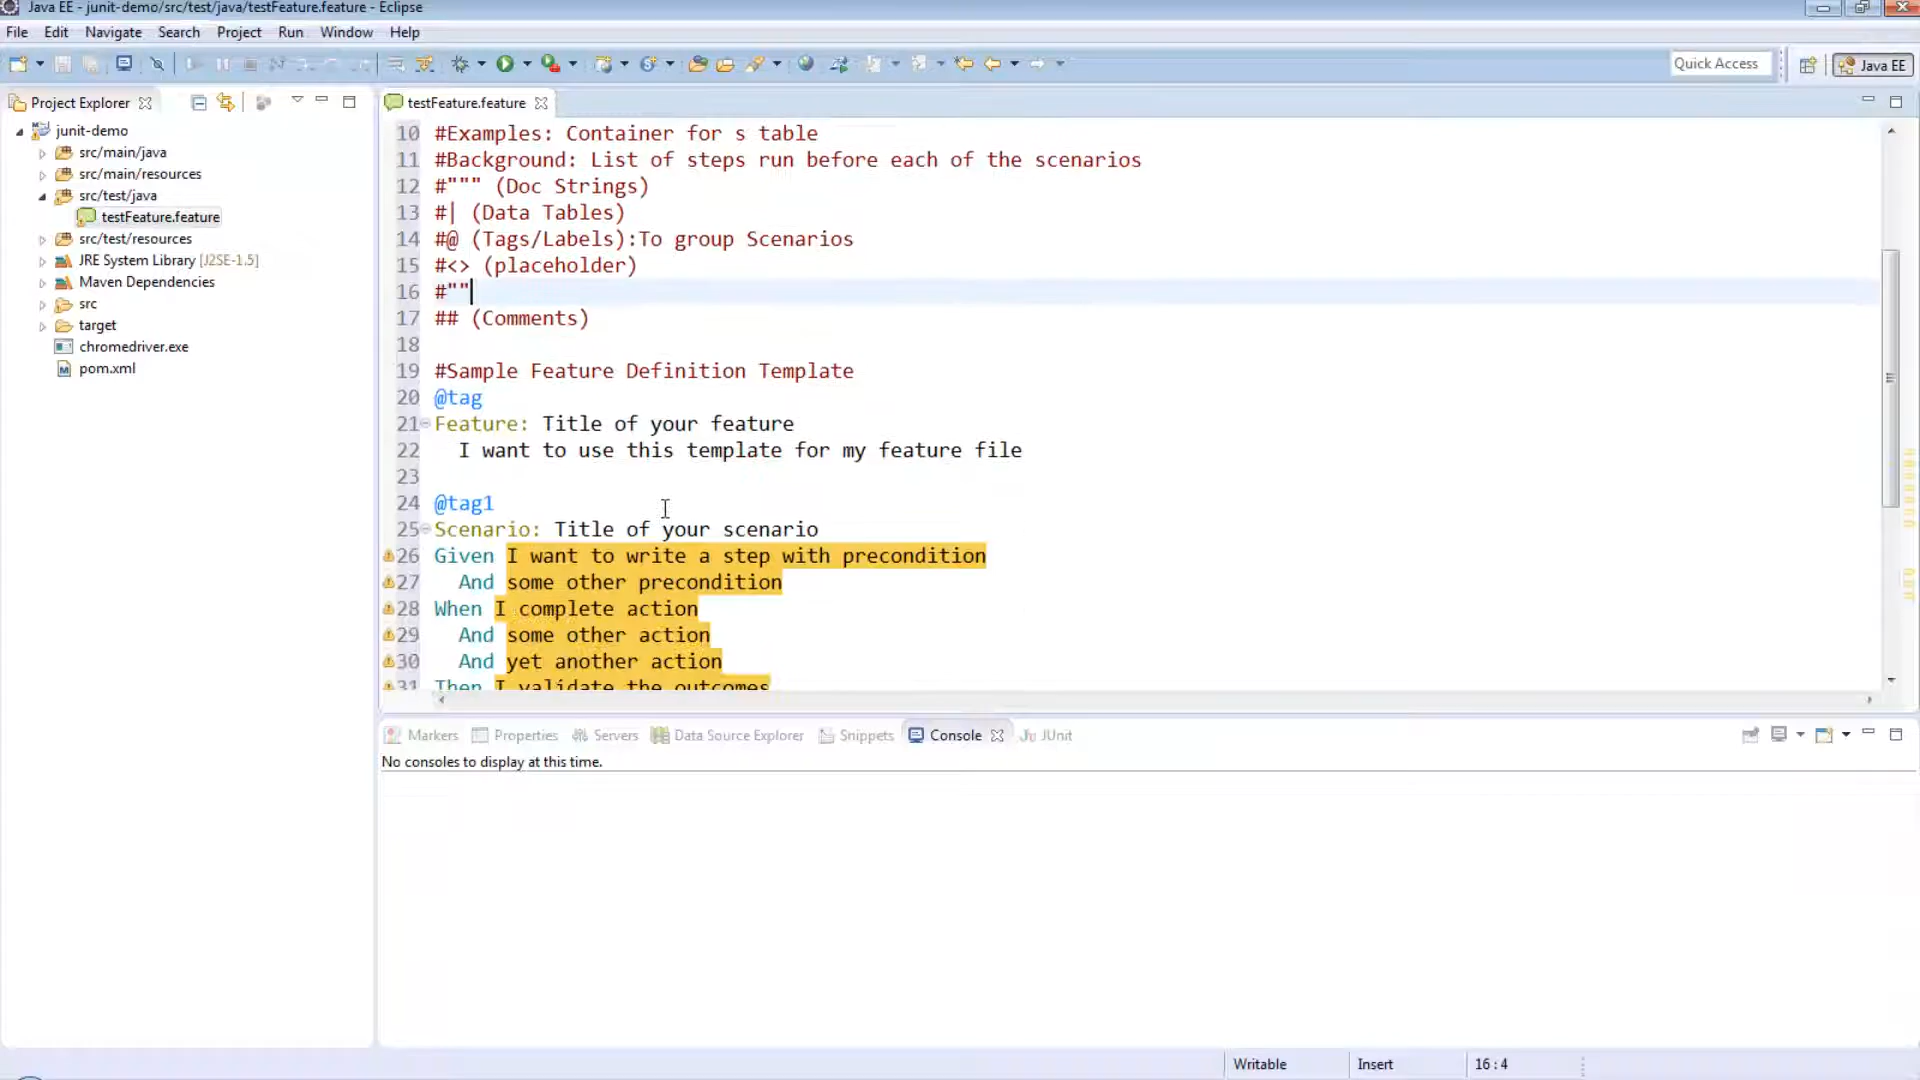 Java EE - junit-demo/src/test/java/testFeature.feature - Eclipse
File Edit Navigate Search Project Run Window Help
Quick Access
Java EE
Project Explorer
testFeature.feature
junit-demo
src/main/java
src/main/resources
src/test/java
testFeature.feature
src/test/resources
JRE System Library [J2SE-1.5]
Maven Dependencies
src
target
chromedriver.exe
pom.xml
10 #Examples: Container for s table
11 #Background: List of steps run before each of the scenarios
12 #""" (Doc Strings)
13 #| (Data Tables)
14 #@ (Tags/Labels):To group Scenarios
15 #<> (placeholder)
16 #""
17 ## (Comments)
18
19 #Sample Feature Definition Template
20 @tag
21 Feature: Title of your feature
22 I want to use this template for my feature file
23
24 @tag1
25 Scenario: Title of your scenario
26 Given I want to write a step with precondition
27 And some other precondition
28 When I complete action
29 And some other action
30 And yet another action
31 Then I validate the outcomes
Markers Properties Servers Data Source Explorer Snippets Console JUnit
No consoles to display at this time.
Writable Insert 16 : 4